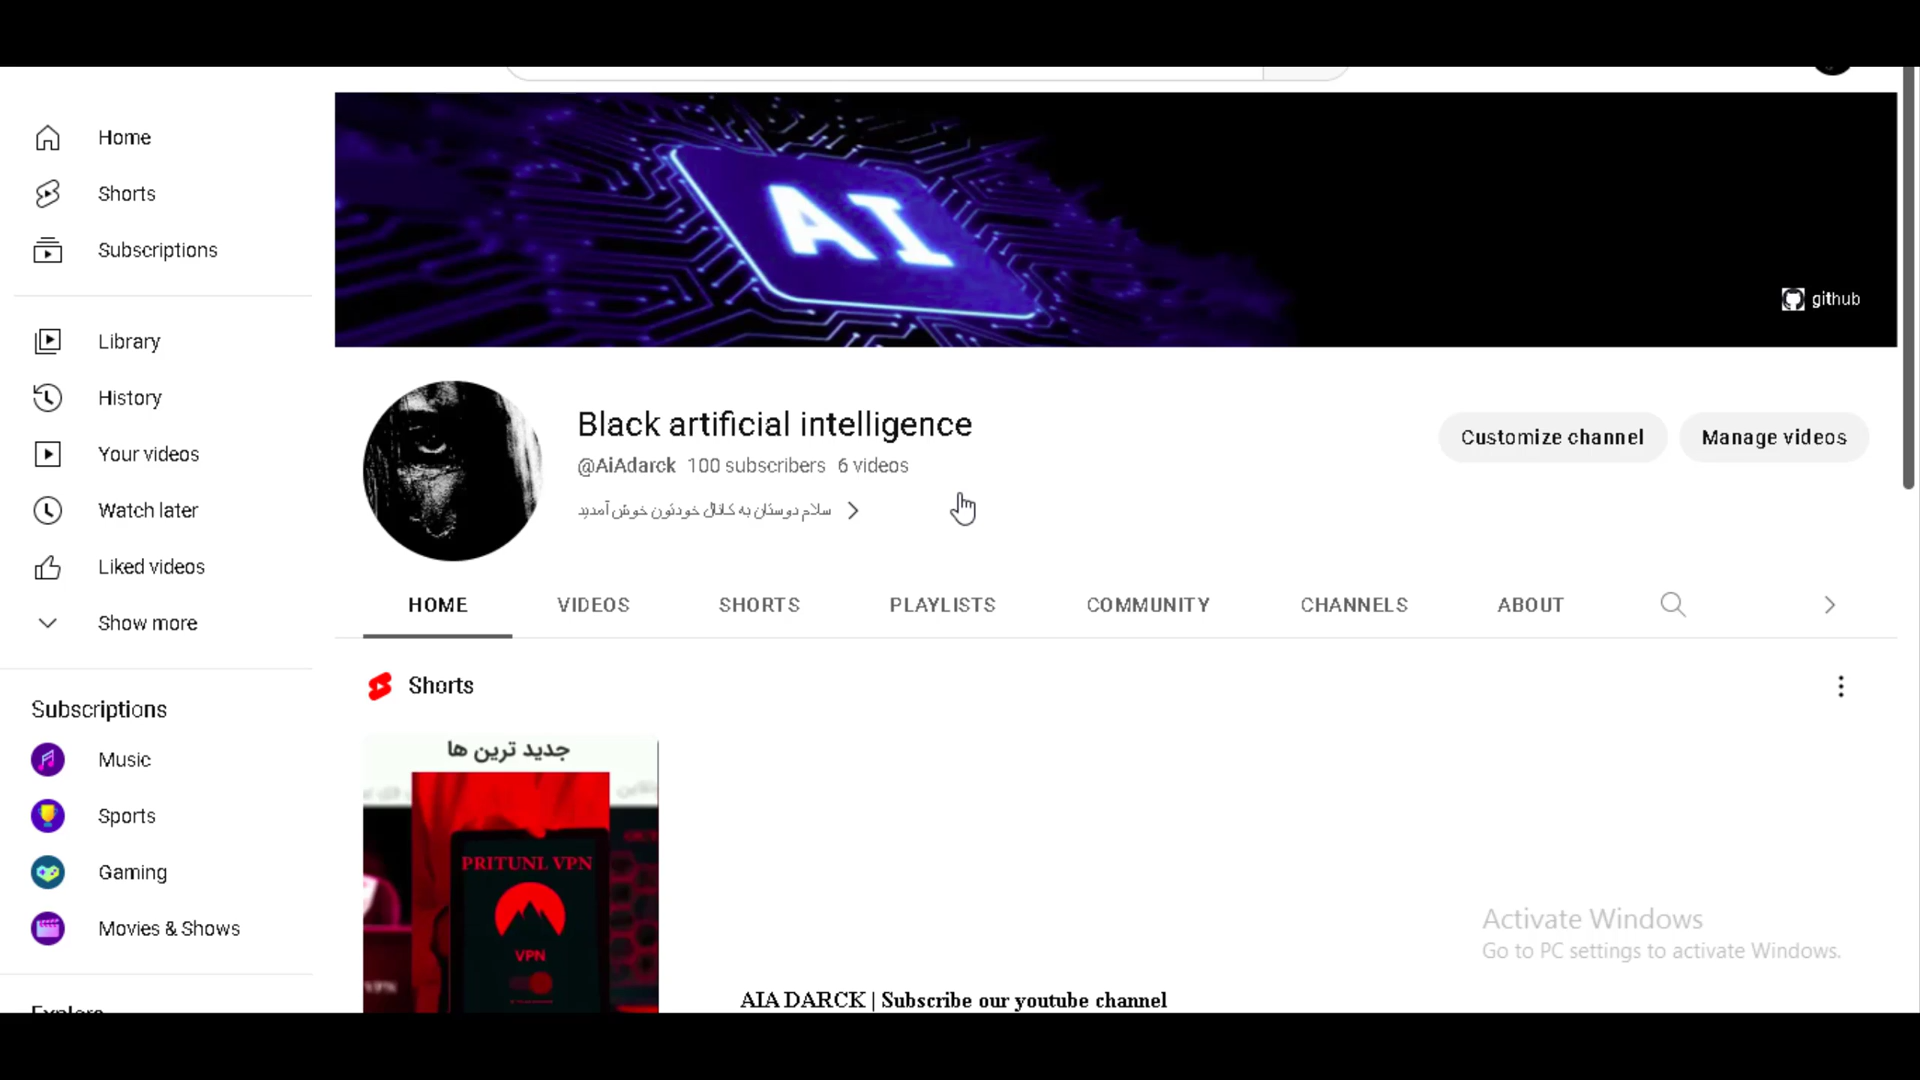 AI
github
Home
Shorts
Subscriptions
Library
History
Your videos
Watch later
Liked videos
Show more
Subscriptions
Music
Sports
Gaming
Movies & Shows
Explore
Black artificial intelligence
@AiAdarck 100 subscribers 6 videos
سلام دوستان به کانال خودتون خوش آمدید
Customize channel
Manage videos
HOME
VIDEOS
SHORTS
PLAYLISTS
COMMUNITY
CHANNELS
ABOUT
Shorts
جدید ترین ها
PRITUNL VPN
VPN
Activate Windows
Go to PC settings to activate Windows.
AIA DARCK | Subscribe our youtube channel